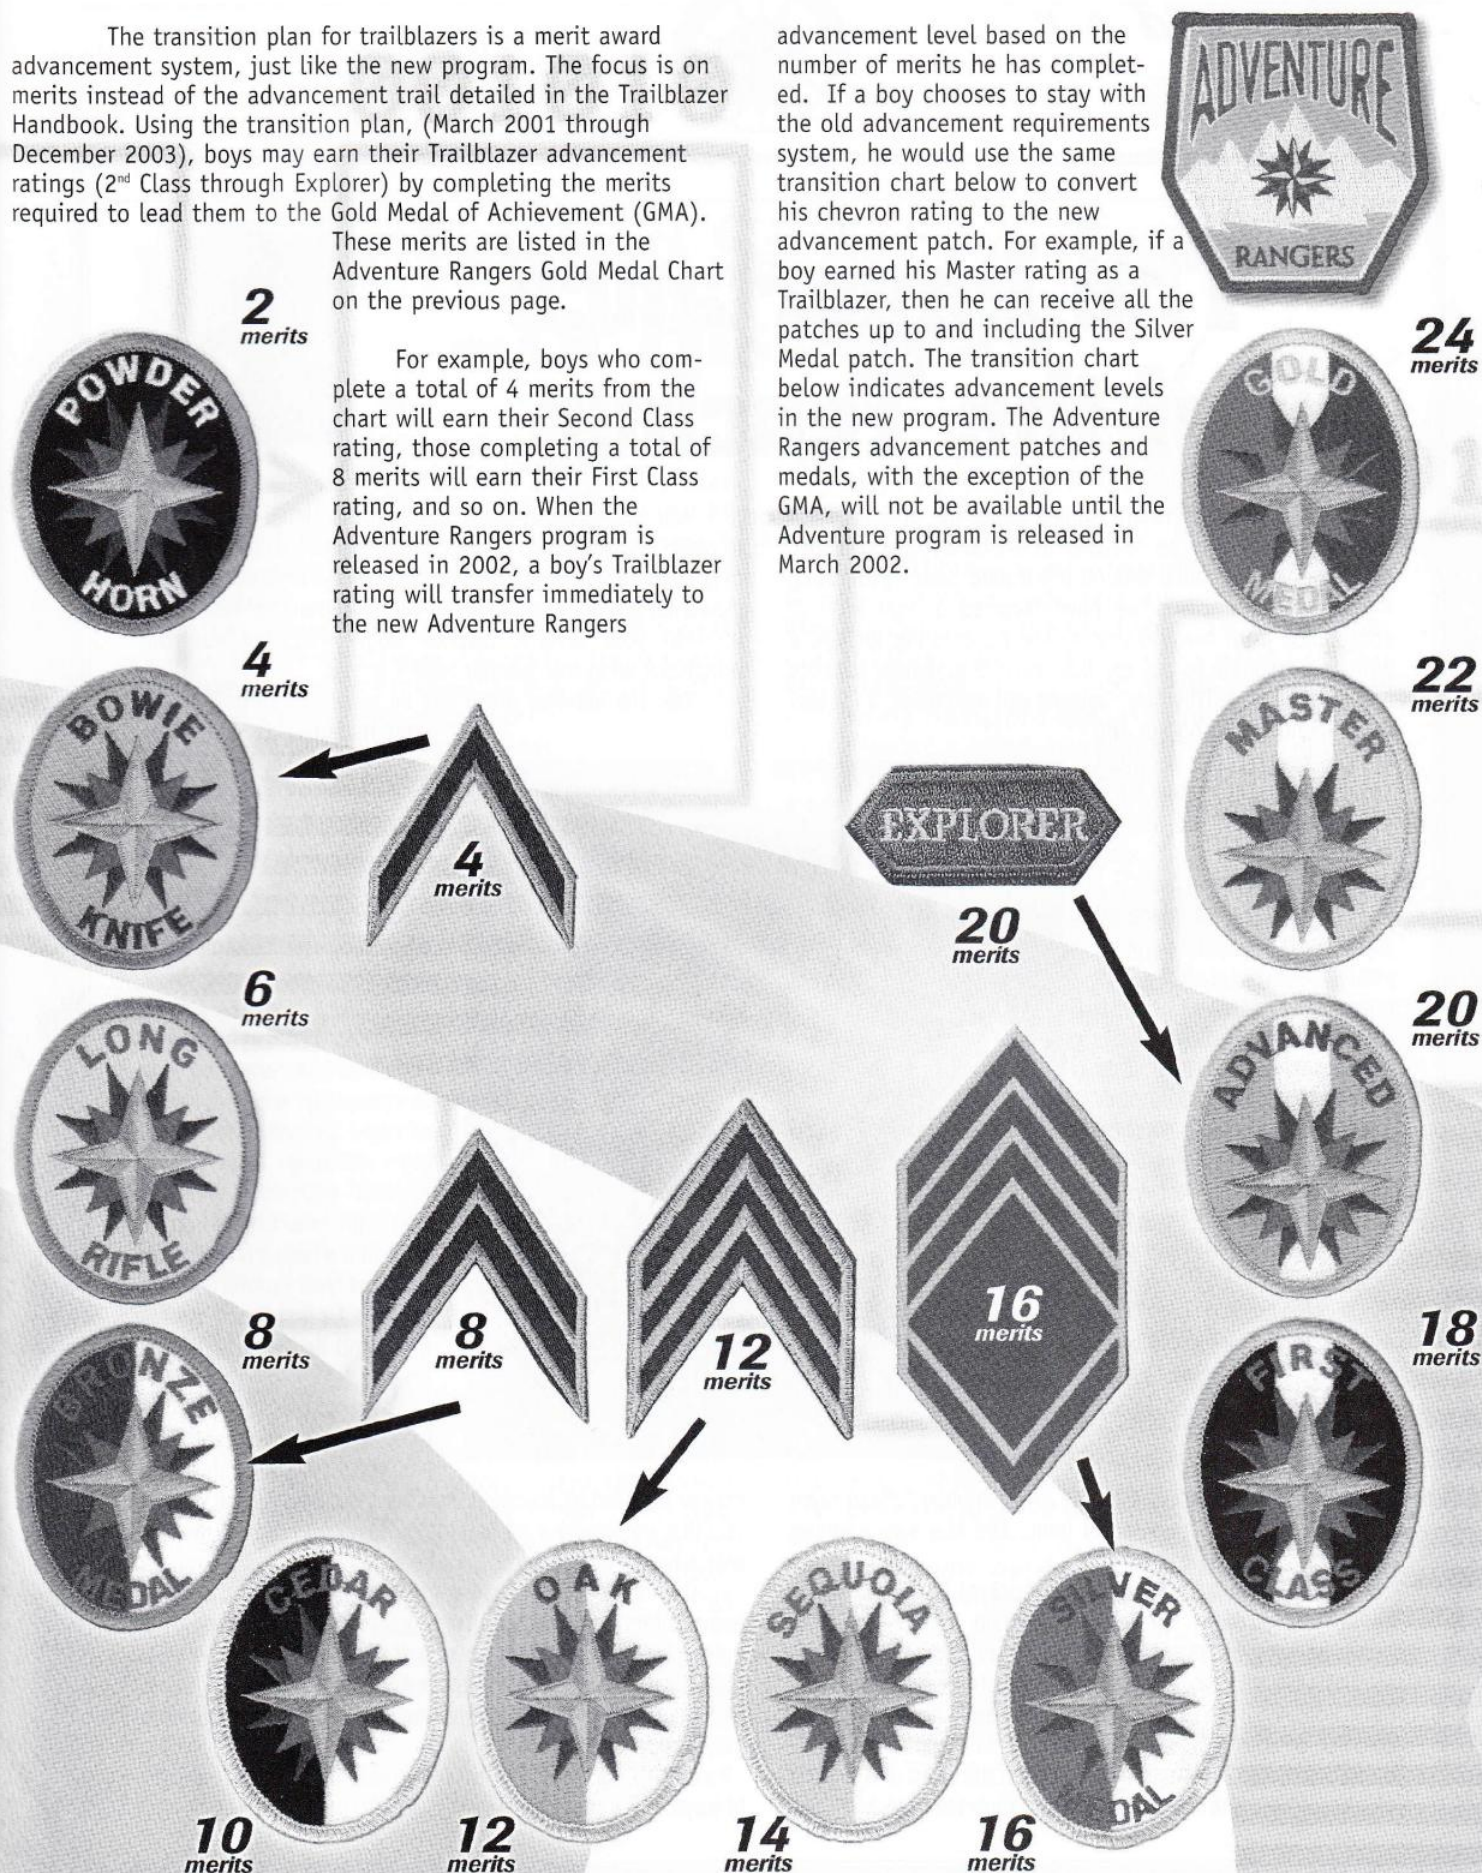 The transition plan for trailblazers is a merit award
advancement system, just like the new program. The focus is on
merits instead of the advancement trail detailed in the Trailblazer
Handbook. Using the transition plan, (March 2001 through
December 2003), boys may earn their Trailblazer advancement
ratings (2nd Class through Explorer) by completing the merits
required to lead them to the Gold Medal of Achievement (GMA).
These merits are listed in the
Adventure Rangers Gold Medal Chart
on the previous page.
For example, boys who com-
plete a total of 4 merits from the
chart will earn their Second Class
rating, those completing a total of
8 merits will earn their First Class
rating, and so on. When the
Adventure Rangers program is
released in 2002, a boy's Trailblazer
rating will transfer immediately to
the new Adventure Rangers
advancement level based on the
number of merits he has complet-
ed. If a boy chooses to stay with
the old advancement requirements
system, he would use the same
transition chart below to convert
his chevron rating to the new
advancement patch. For example, if a
boy earned his Master rating as a
Trailblazer, then he can receive all the
patches up to and including the Silver
Medal patch. The transition chart
below indicates advancement levels
in the new program. The Adventure
Rangers advancement patches and
medals, with the exception of the
GMA, will not be available until the
Adventure program is released in
March 2002.
ADVENTURE
RANGERS
2
merits
POWDER
HORN
4
merits
BOWIE
KNIFE
6
merits
LONG
RIFLE
8
merits
BRONZE
MEDAL
4
merits
8
merits
12
merits
16
merits
EXPLORER
20
merits
CEDAR
10
merits
OAK
12
merits
SEQUOIA
14
merits
SILVER
MEDAL
16
merits
FIRST
CLASS
18
merits
ADVANCED
20
merits
MASTER
22
merits
GOLD
MEDAL
24
merits